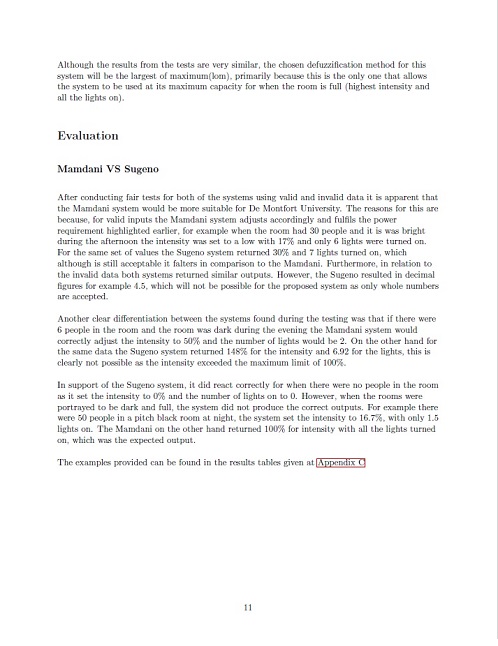 Although the results from the tests are very similar, the chosen defuzzification method for this
system will be the largest of maximum(lom), primarily because this is the only one that allows
the system to be used at its maximum capacity for when the room is full (highest intensity and
all the lights on).
Evaluation
Mamdani VS Sugeno
After conducting fair tests for both of the systems using valid and invalid data it is apparent that
the Mamdani system would be more suitable for De Montfort University. The reasons for this are
because, for valid inputs the Mamdani system adjusts accordingly and fulfils the power
requirement highlighted earlier, for example when the room had 30 people and it was bright
during the afternoon the intensity was set to a low with 17% and only 6 lights were turned on.
For the same set of values the Sugeno system returned 30% and 7 lights turned on, which
although is still acceptable it falters in comparison to the Mamdani. Furthermore, in relation to
the invalid data both systems returned similar outputs. However, the Sugeno resulted in decimal
figures for example 4.5, which will not be possible for the proposed system as only whole numbers
are accepted.
Another clear differentiation between the systems found during the testing was that if there were
6 people in the room and the room was dark during the evening the Mamdani system would
correctly adjust the intensity to 50% and the number of lights would be 2. On the other hand for
the same data the Sugeno system returned 148% for the intensity and 6.92 for the lights, this is
clearly not possible as the intensity exceeded the maximum limit of 100%.
In support of the Sugeno system, it did react correctly for when there were no people in the room
as it set the intensity to 0% and the number of lights on to 0. However, when the rooms were
portrayed to be dark and full, the system did not produce the correct outputs. For example there
were 50 people in a pitch black room at night, the system set the intensity to 16.7%, with only 1.5
lights on. The Mamdani on the other hand returned 100% for intensity with all the lights turned
on, which was the expected output.
The examples provided can be found in the results tables given at Appendix C
11